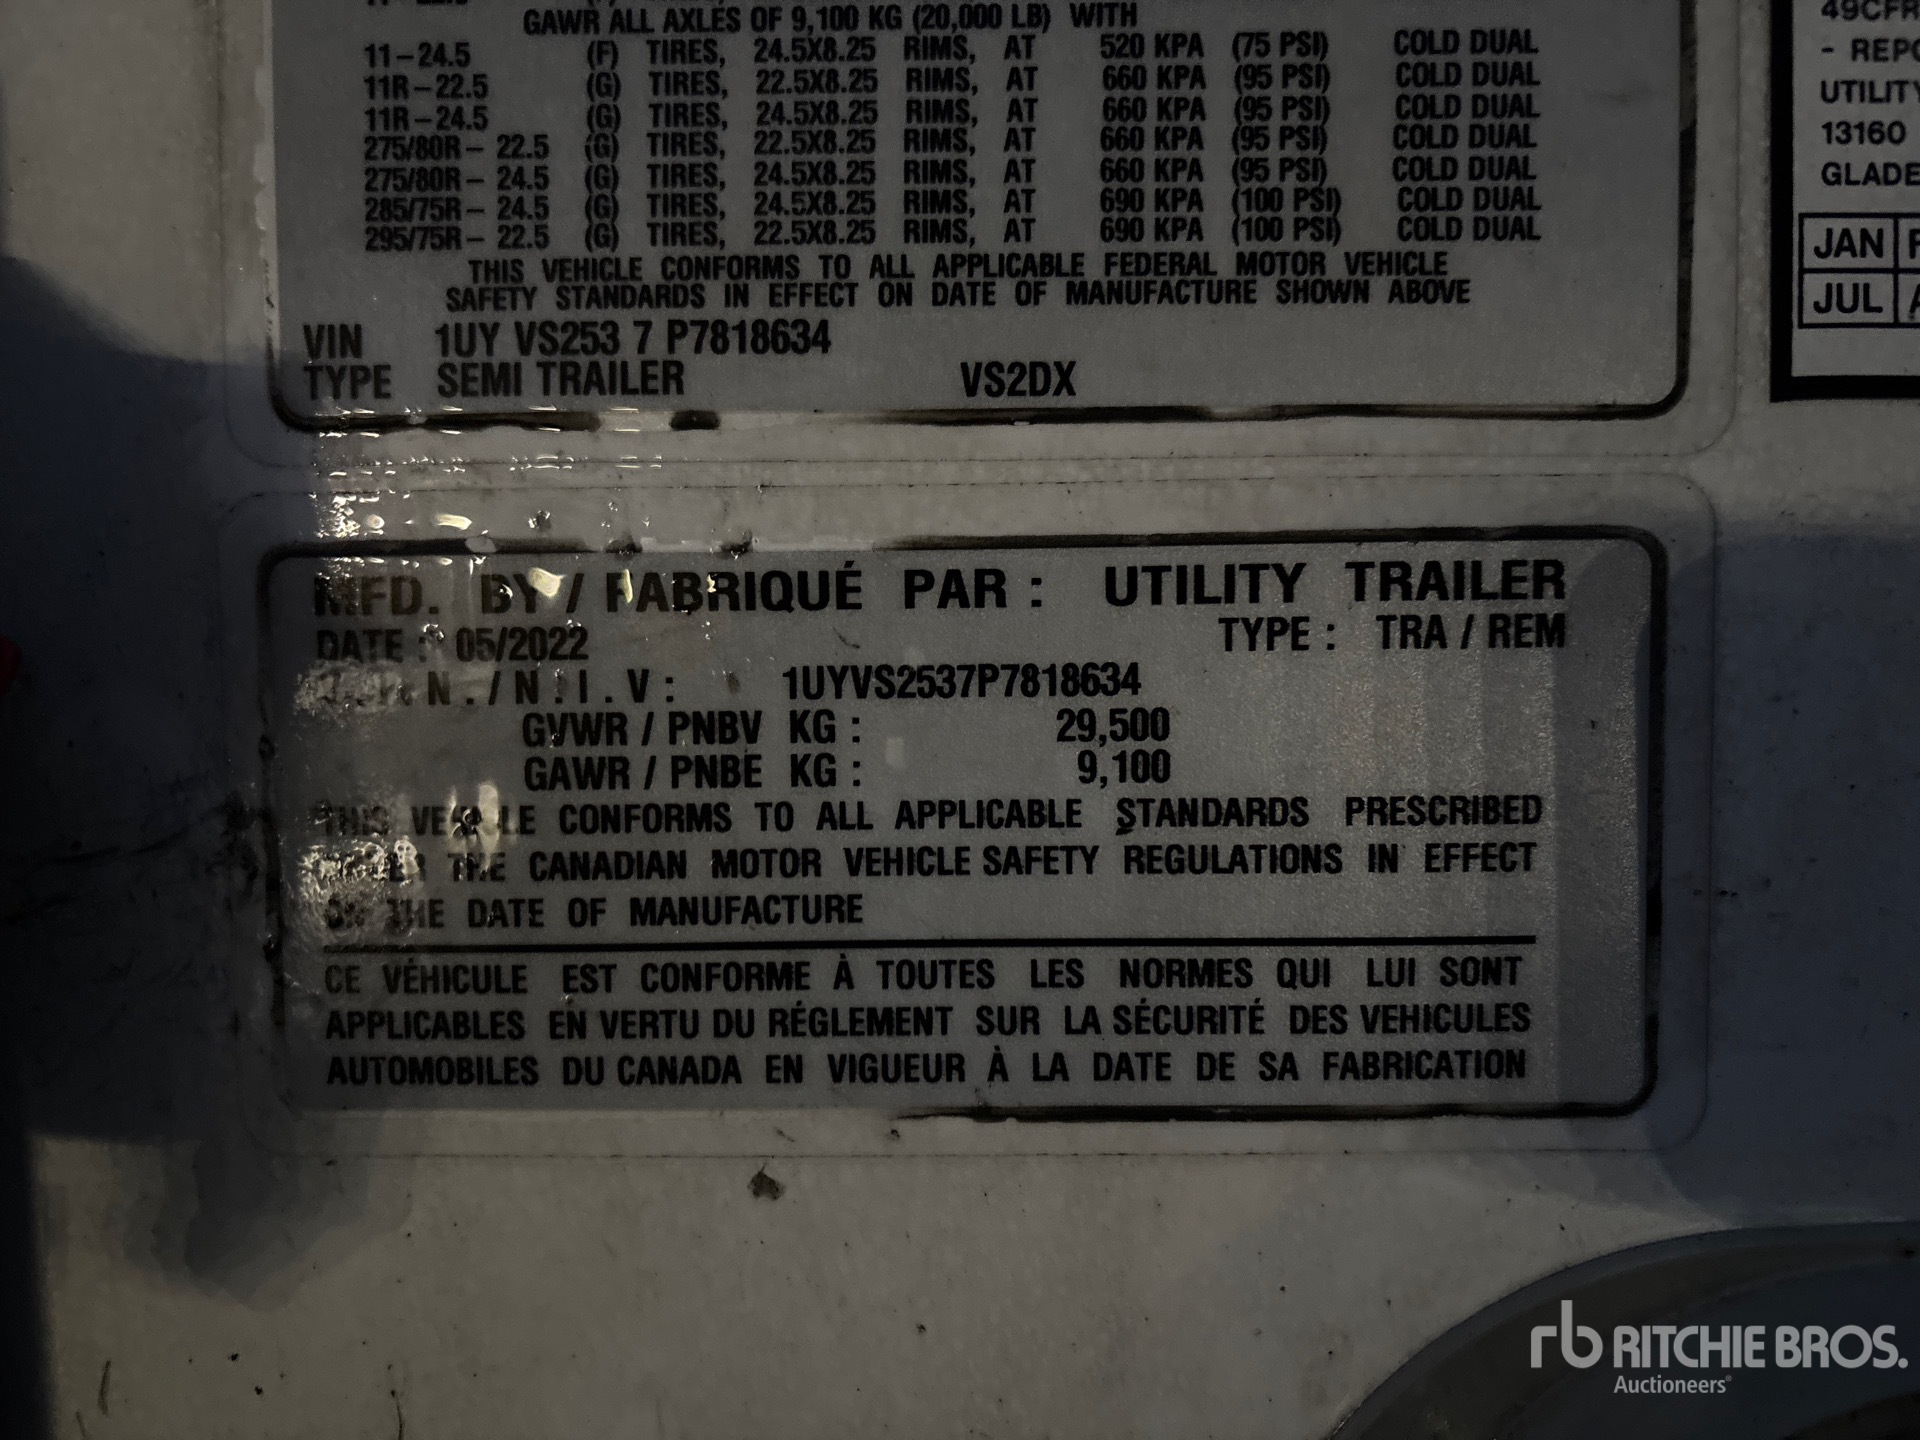 GAWR ALL AXLES OF 9,100 KG (20,000 LB) WITH
11-24.5 (F) TIRES, 24.5X8.25 RIMS, AT 520 KPA (75 PSI) COLD DUAL
11R-22.5 (G) TIRES, 22.5X8.25 RIMS, AT 660 KPA (95 PSI) COLD DUAL
11R-24.5 (G) TIRES, 24.5X8.25 RIMS, AT 660 KPA (95 PSI) COLD DUAL
275/80R- 22.5 (G) TIRES, 22.5X8.25 RIMS, AT 660 KPA (95 PSI) COLD DUAL
275/80R- 24.5 (G) TIRES, 24.5X8.25 RIMS, AT 660 KPA (95 PSI) COLD DUAL
285/75R- 24.5 (G) TIRES, 24.5X8.25 RIMS, AT 690 KPA (100 PSI) COLD DUAL
295/75R- 22.5 (G) TIRES, 22.5X8.25 RIMS, AT 690 KPA (100 PSI) COLD DUAL
THIS VEHICLE CONFORMS TO ALL APPLICABLE FEDERAL MOTOR VEHICLE
SAFETY STANDARDS IN EFFECT ON DATE OF MANUFACTURE SHOWN ABOVE
VIN 1UY VS253 7 P7818634
TYPE SEMI TRAILER VS2DX
49CFR
- REPO
UTILITY
13160
GLADE
JAN F
JUL A
MFD. BY / FABRIQUÉ PAR : UTILITY TRAILER
DATE : 05/2022 TYPE : TRA / REM
N . / N . I . V : 1UYVS2537P7818634
GVWR / PNBV KG : 29,500
GAWR / PNBE KG : 9,100
THIS VEHICLE CONFORMS TO ALL APPLICABLE STANDARDS PRESCRIBED
UNDER THE CANADIAN MOTOR VEHICLE SAFETY REGULATIONS IN EFFECT
ON THE DATE OF MANUFACTURE
CE VÉHICULE EST CONFORME À TOUTES LES NORMES QUI LUI SONT
APPLICABLES EN VERTU DU RÉGLEMENT SUR LA SÉCURITÉ DES VEHICULES
AUTOMOBILES DU CANADA EN VIGUEUR À LA DATE DE SA FABRICATION
rb RITCHIE BROS.
Auctioneers